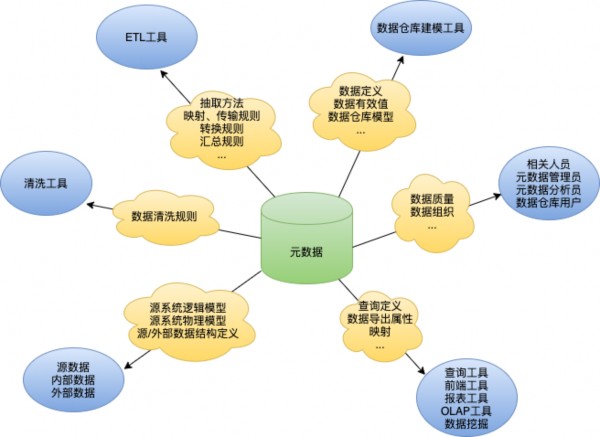 ETL工具
数据仓库建模工具
抽取方法
映射、传输规则
转换规则
汇总规则
...
数据定义
数据有效值
数据仓库模型
...
清洗工具
数据清洗规则
元数据
数据质量
数据组织
...
相关人员
元数据管理员
元数据分析员
数据仓库用户
源系统逻辑模型
源系统物理模型
源/外部数据结构定义
查询定义
数据导出属性
映射
...
源数据
内部数据
外部数据
查询工具
前端工具
报表工具
OLAP工具
数据挖掘